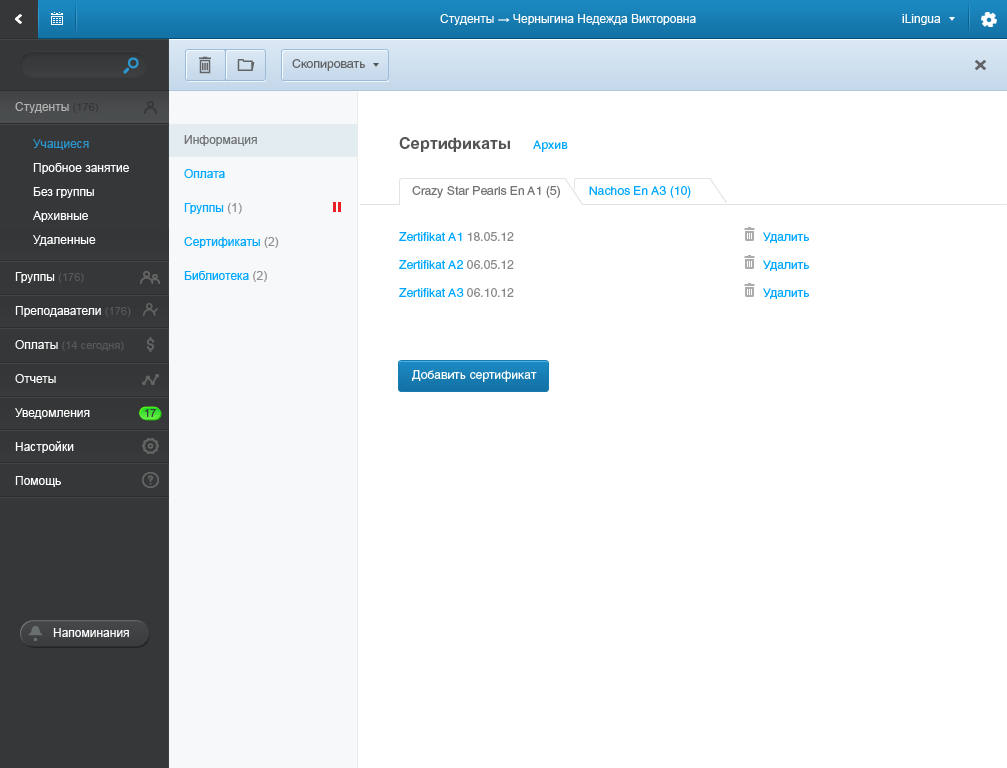 Студенты → Черныгина Надежда Викторовна
iLingua
Скопировать
Студенты (176)
Учащиеся
Пробное занятие
Без группы
Архивные
Удаленные
Группы (176)
Преподаватели (176)
Оплаты (14 сегодня)
Отчеты
Уведомления 17
Настройки
Помощь
Напоминания
Информация
Оплата
Группы (1)
Сертификаты (2)
Библиотека (2)
Сертификаты Архив
Crazy Star Pearls En A1 (5) Nachos En A3 (10)
Zertifikat A1 18.05.12 Удалить
Zertifikat A2 06.05.12 Удалить
Zertifikat A3 06.10.12 Удалить
Добавить сертификат